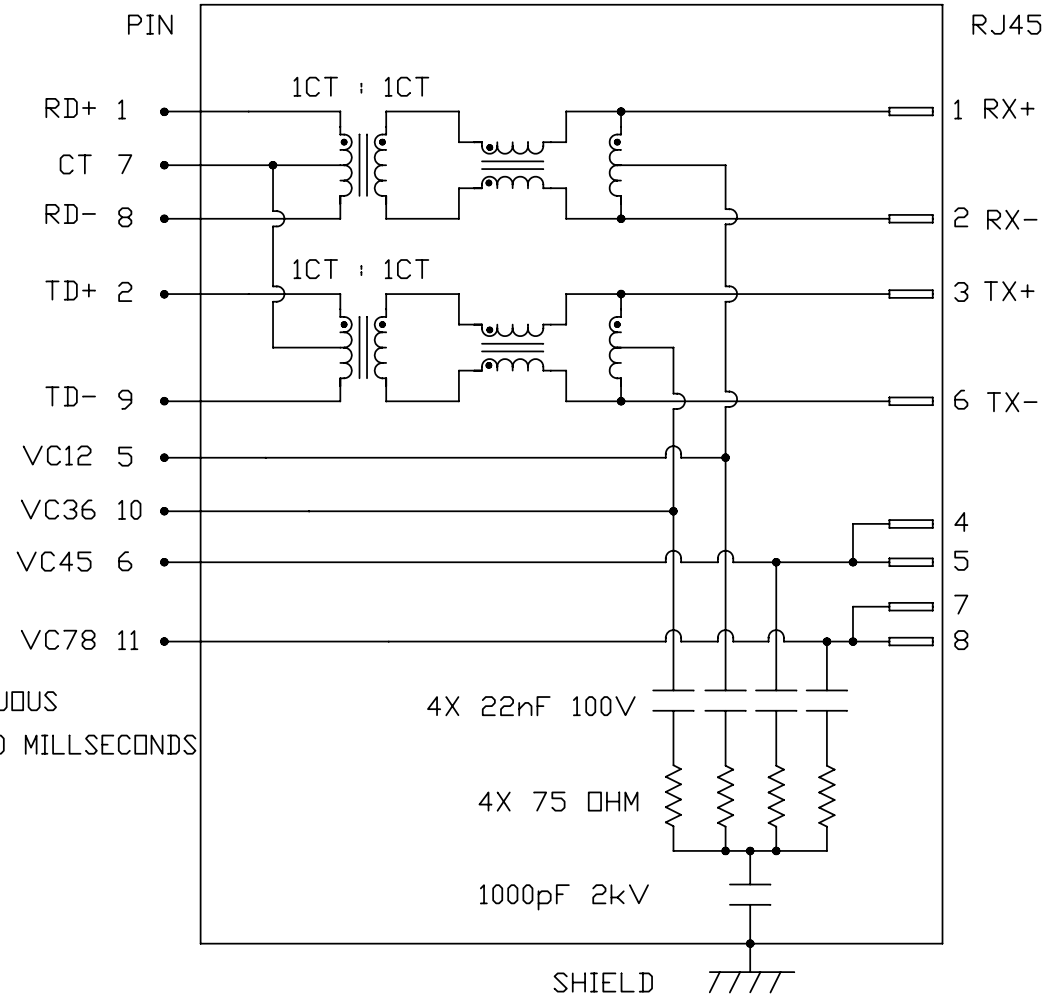 PIN RJ45
1CT : 1CT
RD+ 1 1 RX+
CT 7
RD- 8 2 RX-
1CT : 1CT
TD+ 2 3 TX+
TD- 9 6 TX-
VC12 5
VC36 10
4
VC45 6 5
7
VC78 11 8
4X 22nF 100V
MILLSECONDS
4X 75 OHM
1000pF 2kV
SHIELD